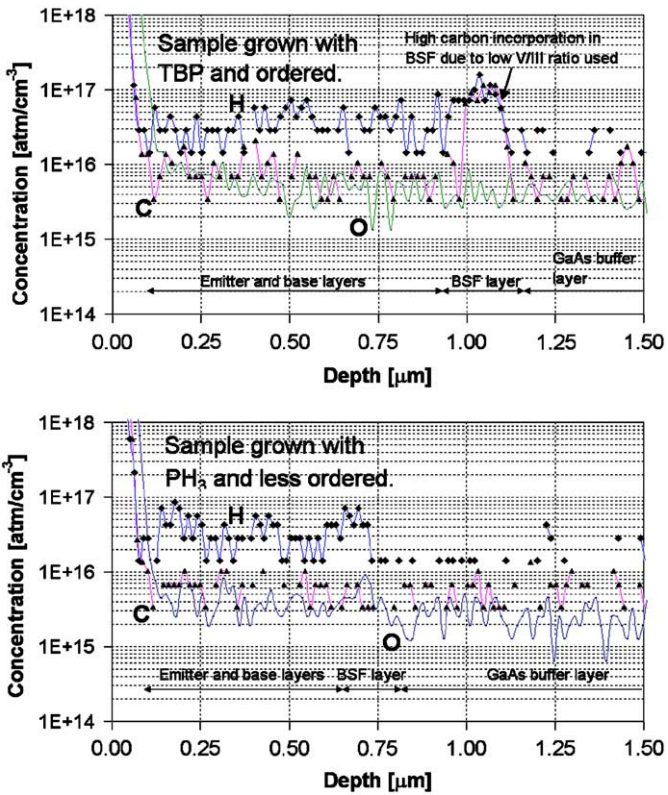 1E+18
Sample grown with
TBP and ordered.
High carbon incorporation in
BSF due to low V/III ratio used
1E+17
H
Concentration [atm/cm-3]
1E+16
C
O
1E+15
GaAs buffer
layer
Emitter and base layers
BSF layer
1E+14
0.00 0.25 0.50 0.75 1.00 1.25 1.50
Depth [µm]
1E+18
Sample grown with
PH3 and less ordered.
1E+17
H
Concentration [atm/cm-3]
1E+16
C
O
1E+15
Emitter and base layers
BSF layer
GaAs buffer layer
1E+14
0.00 0.25 0.50 0.75 1.00 1.25 1.50
Depth [µm]